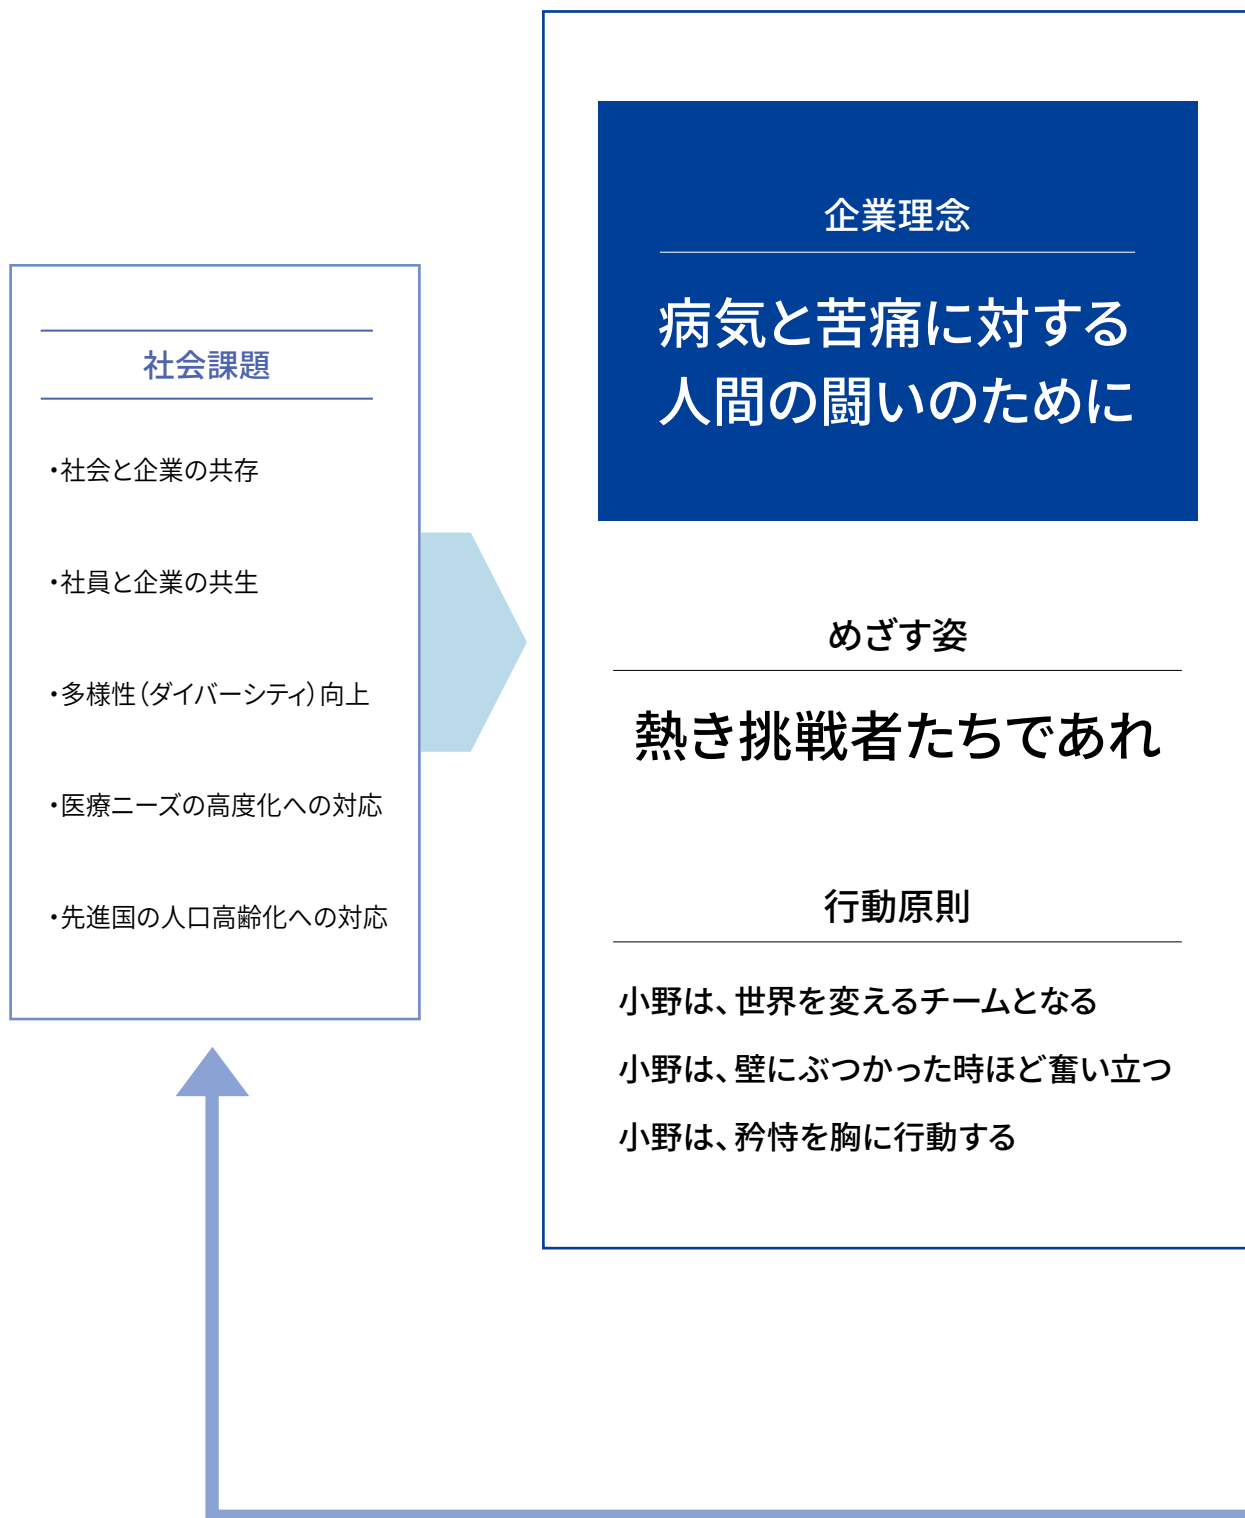 社会課題
・社会と企業の共存
・社員と企業の共生
・多様性（ダイバーシティ）向上
・医療ニーズの高度化への対応
・先進国の人口高齢化への対応
企業理念
病気と苦痛に対する
人間の闘いのために
めざす姿
熱き挑戦者たちであれ
行動原則
小野は、世界を変えるチームとなる
小野は、壁にぶつかった時ほど奮い立つ
小野は、矜恃を胸に行動する